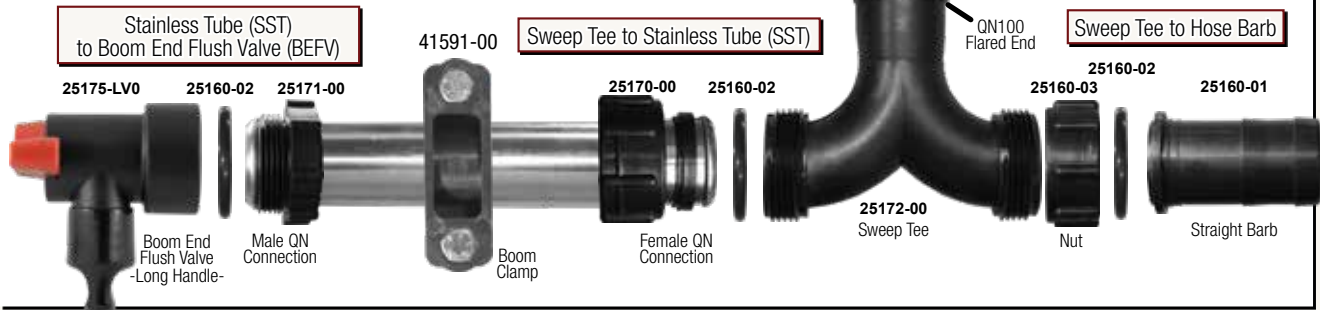 Stainless Tube (SST)
to Boom End Flush Valve (BEFV)
41591-00
Sweep Tee to Stainless Tube (SST)
QN100
Flared End
Sweep Tee to Hose Barb
25175-LV0
25160-02
25171-00
25170-00
25160-02
25160-03
25160-02
25160-01
Boom End
Flush Valve
-Long Handle-
Male QN
Connection
Boom
Clamp
Female QN
Connection
25172-00
Sweep Tee
Nut
Straight Barb